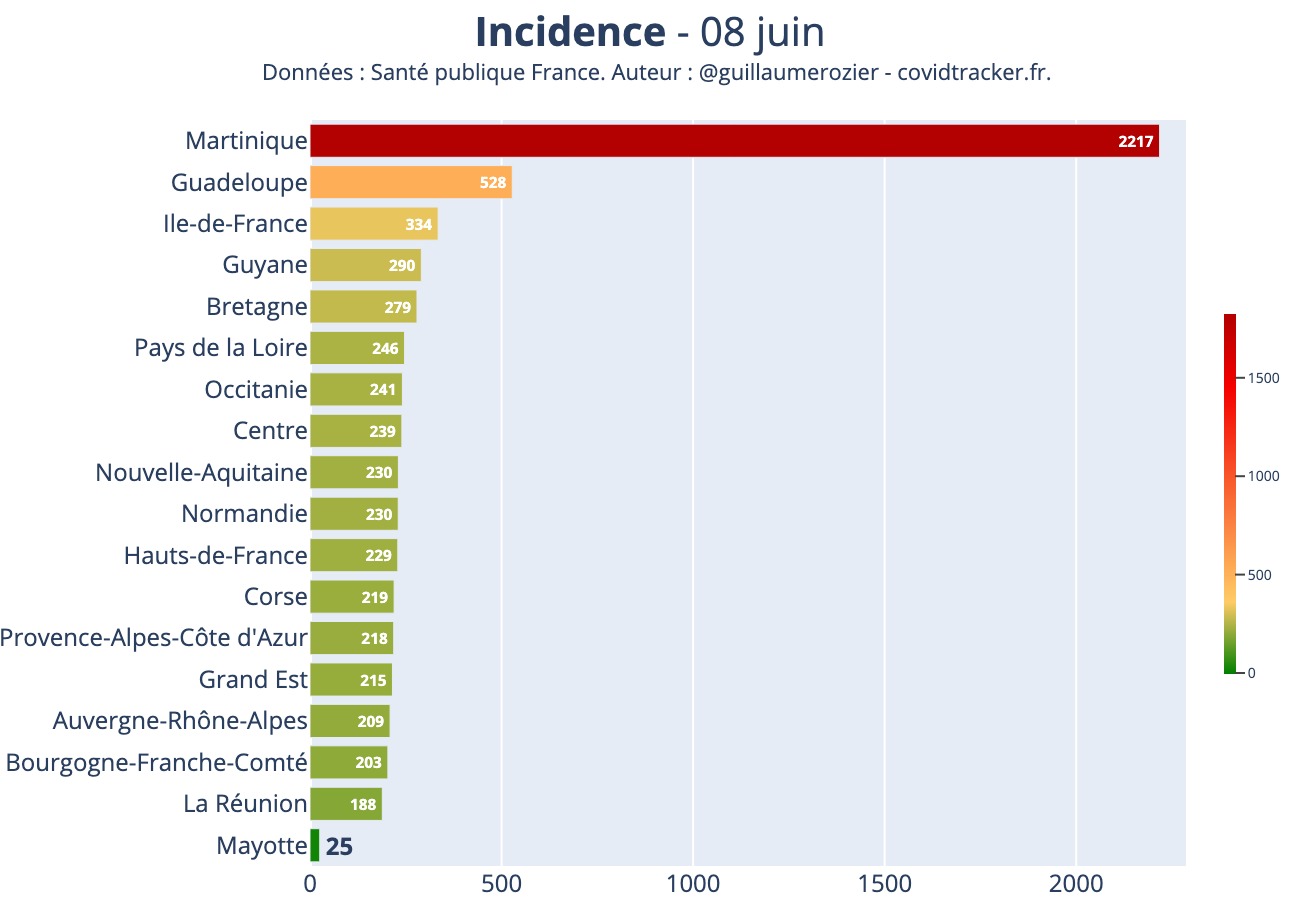 Incidence - 08 juin
Données : Santé publique France. Auteur : @guillaumerozier - covidtracker.fr.
Martinique 2217
Guadeloupe 528
Ile-de-France 334
Guyane 290
Bretagne 279
Pays de la Loire 246
Occitanie 241
Centre 239
Nouvelle-Aquitaine 230
Normandie 230
Hauts-de-France 229
Corse 219
Provence-Alpes-Côte d'Azur 218
Grand Est 215
Auvergne-Rhône-Alpes 209
Bourgogne-Franche-Comté 203
La Réunion 188
Mayotte 25
0 500 1000 1500 2000
1500
1000
500
0